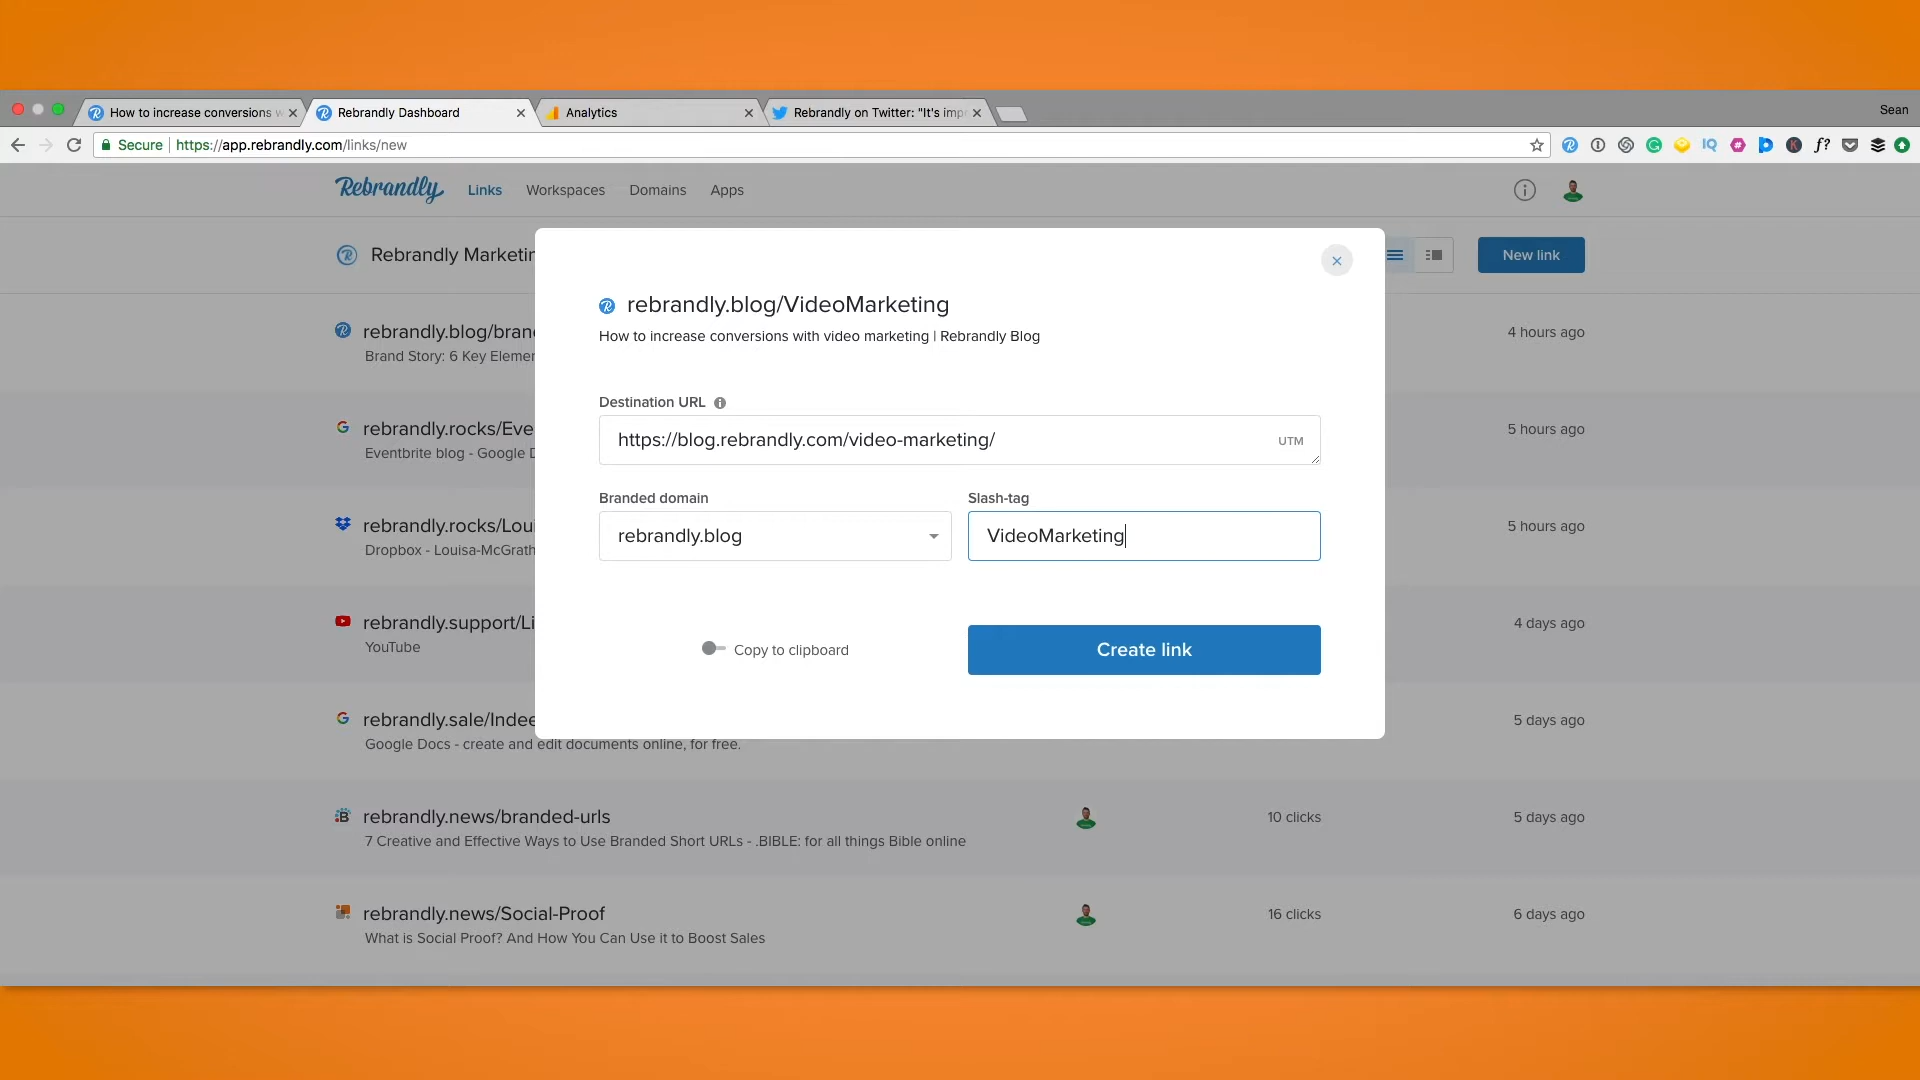 How to increase conversions w
Rebrandly Dashboard
Analytics
Rebrandly on Twitter: "It's impo
Sean
Secure
https://app.rebrandly.com/links/new
IQ
f?
Rebrandly
Links
Workspaces
Domains
Apps
Rebrandly Marketin
New link
rebrandly.blog/VideoMarketing
How to increase conversions with video marketing | Rebrandly Blog
rebrandly.blog/bran
4 hours ago
Brand Story: 6 Key Elemen
Destination URL
https://blog.rebrandly.com/video-marketing/
UTM
rebrandly.rocks/Eve
5 hours ago
Eventbrite blog - Google D
Branded domain
Slash-tag
rebrandly.blog
VideoMarketing
rebrandly.rocks/Loui
5 hours ago
Dropbox - Louisa-McGrath
rebrandly.support/Li
4 days ago
YouTube
Copy to clipboard
Create link
rebrandly.sale/Indee
5 days ago
Google Docs - create and edit documents online, for free.
rebrandly.news/branded-urls
10 clicks
5 days ago
7 Creative and Effective Ways to Use Branded Short URLs - .BIBLE: for all things Bible online
rebrandly.news/Social-Proof
16 clicks
6 days ago
What is Social Proof? And How You Can Use it to Boost Sales